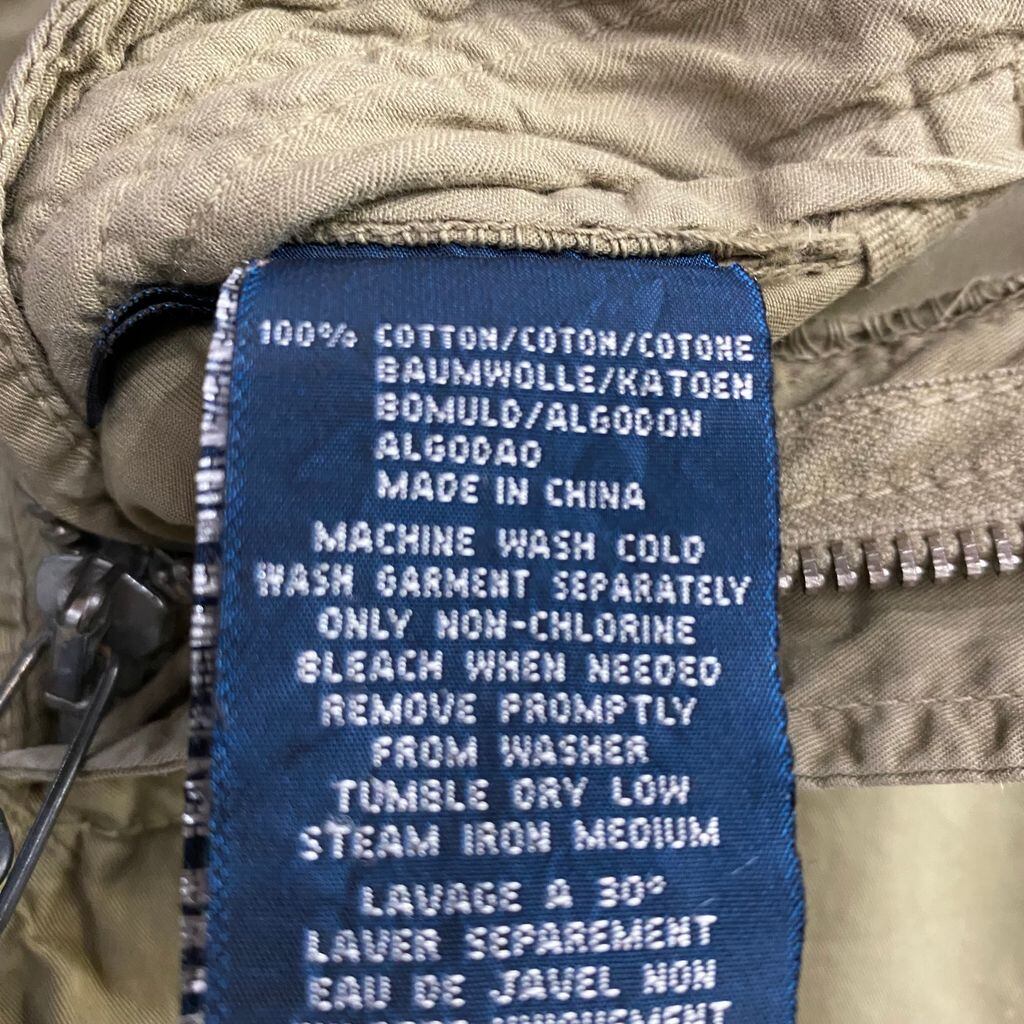 100% COTTON/COTON/COTONE
BAUMWOLLE/KATOEN
BOMULD/ALGODON
ALGODAO
MADE IN CHINA
MACHINE WASH COLD
WASH GARMENT SEPARATELY
ONLY NON-CHLORINE
BLEACH WHEN NEEDED
REMOVE PROMPTLY
FROM WASHER
TUMBLE DRY LOW
STEAM IRON MEDIUM
LAVAGE A 30°
LAVER SEPAREMENT
EAU DE JAVEL NON
UNIQUEMENT